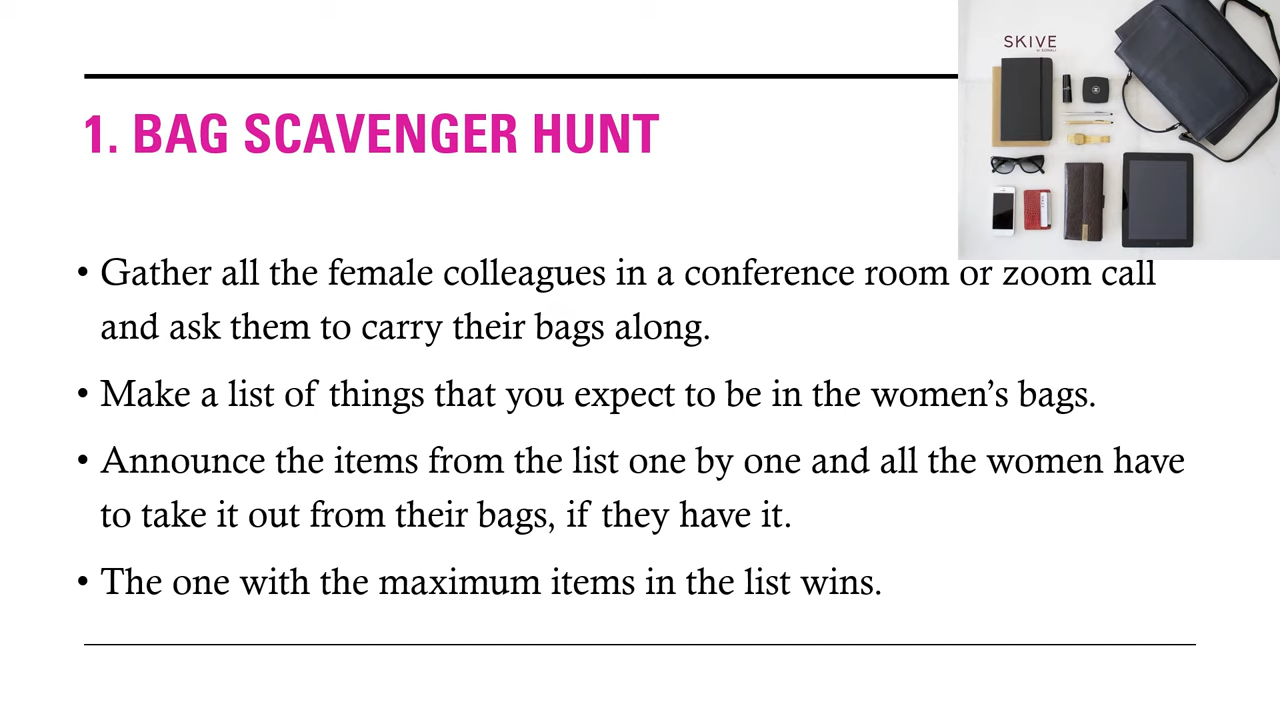 SKIVE
1. BAG SCAVENGER HUNT
• Gather all the female colleagues in a conference room or zoom call
and ask them to carry their bags along.
• Make a list of things that you expect to be in the women’s bags.
• Announce the items from the list one by one and all the women have
to take it out from their bags, if they have it.
• The one with the maximum items in the list wins.